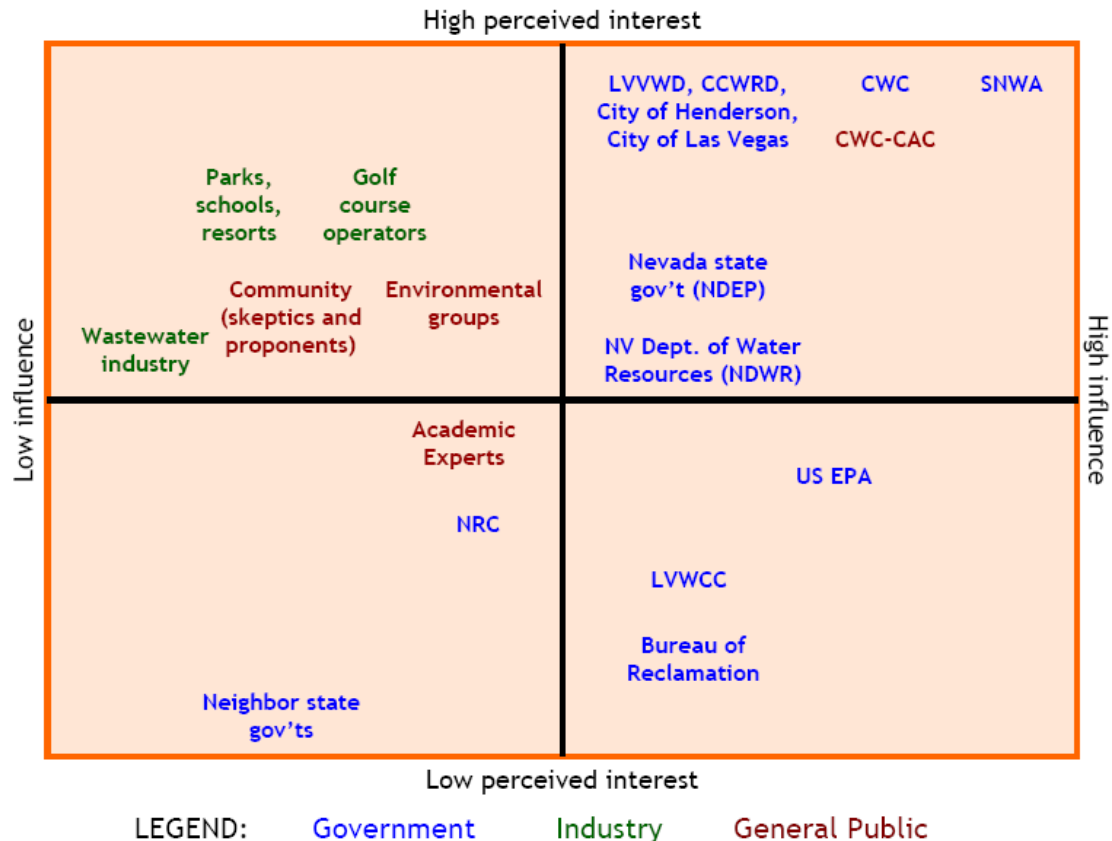 High perceived interest
LVVWD, CCWRD,
City of Henderson,
City of Las Vegas
CWC
SNWA
CWC-CAC
Parks,
schools,
resorts
Golf
course
operators
Nevada state
gov't (NDEP)
Community
(skeptics and
proponents)
Environmental
groups
Wastewater
industry
NV Dept. of Water
Resources (NDWR)
Low influence
High influence
Academic
Experts
US EPA
NRC
LVWCC
Bureau of
Reclamation
Neighbor state
gov'ts
Low perceived interest
LEGEND: Government Industry General Public